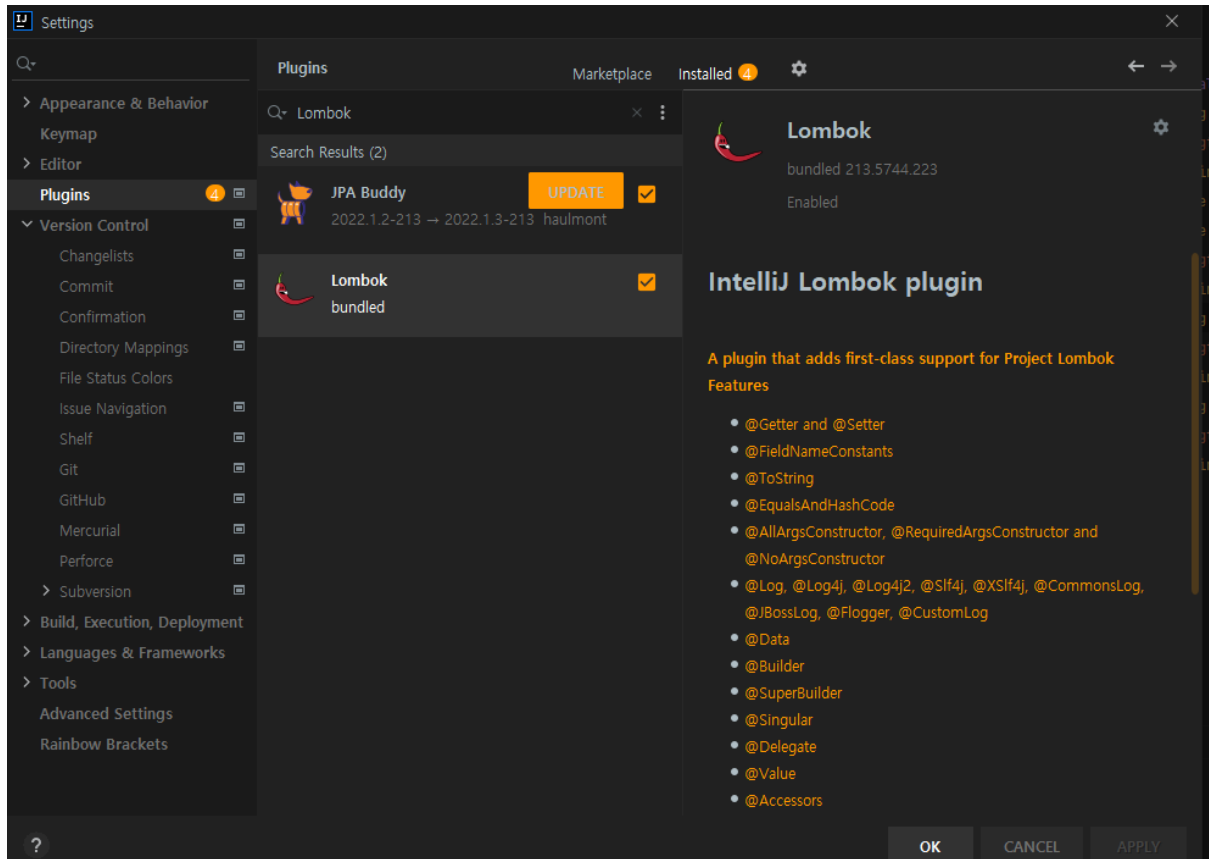 IJ
Settings
Plugins
Marketplace
Installed 4
Appearance & Behavior
Keymap
Editor
Plugins 4
Version Control
Changelists
Commit
Confirmation
Directory Mappings
File Status Colors
Issue Navigation
Shelf
Git
GitHub
Mercurial
Perforce
Subversion
Build, Execution, Deployment
Languages & Frameworks
Tools
Advanced Settings
Rainbow Brackets
?
Lombok
Search Results (2)
JPA Buddy
UPDATE
2022.1.2-213 → 2022.1.3-213 haulmont
Lombok
bundled
Lombok
bundled 213.5744.223
Enabled
IntelliJ Lombok plugin
A plugin that adds first-class support for Project Lombok
Features
• @Getter and @Setter
• @FieldNameConstants
• @ToString
• @EqualsAndHashCode
• @AllArgsConstructor, @RequiredArgsConstructor and
@NoArgsConstructor
• @Log, @Log4j, @Log4j2, @Slf4j, @XSlf4j, @CommonsLog,
@JBossLog, @Flogger, @CustomLog
• @Data
• @Builder
• @SuperBuilder
• @Singular
• @Delegate
• @Value
• @Accessors
OK
CANCEL
APPLY